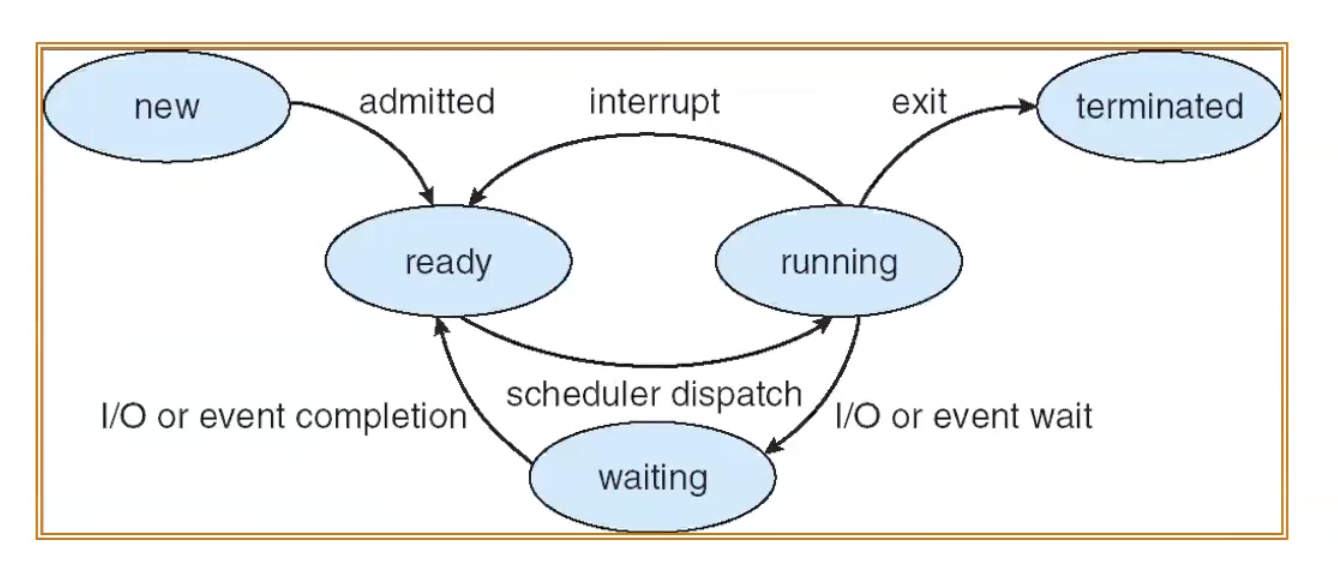 new
admitted
interrupt
exit
terminated
ready
running
scheduler dispatch
I/O or event completion
I/O or event wait
waiting